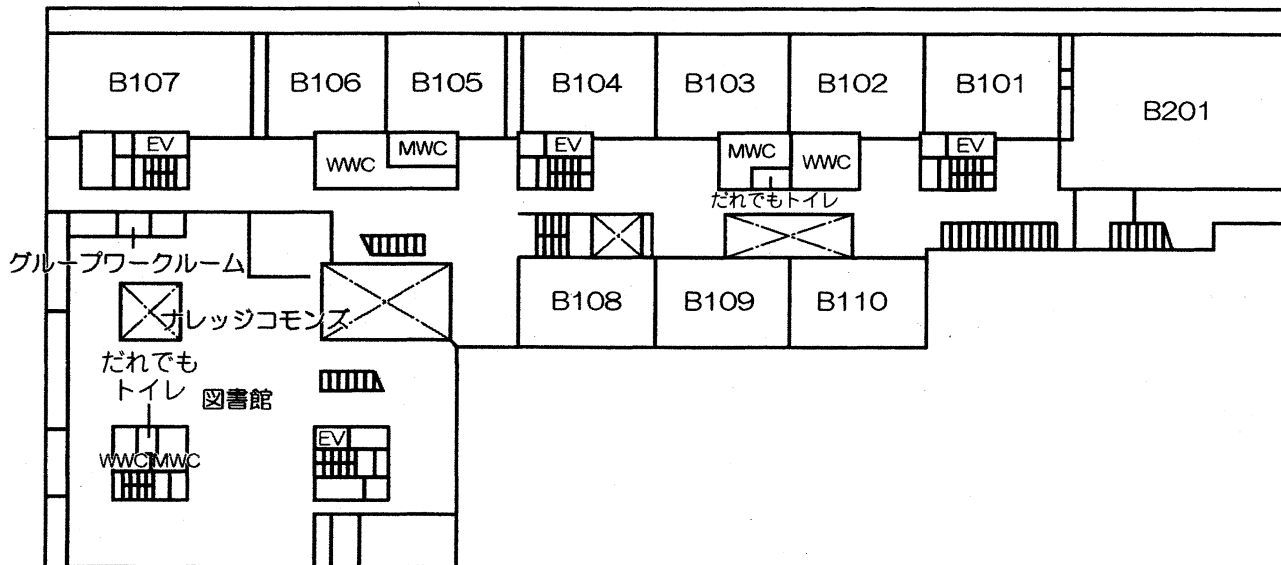 B107
B106
B105
B104
B103
B102
B101
B201
EV
WWC
MWC
EV
MWC
WWC
EV
だれでもトイレ
グループワークルーム
B108
B109
B110
ナレッジコモンズ
だれでも
トイレ
図書館
WWC
MWC
EV